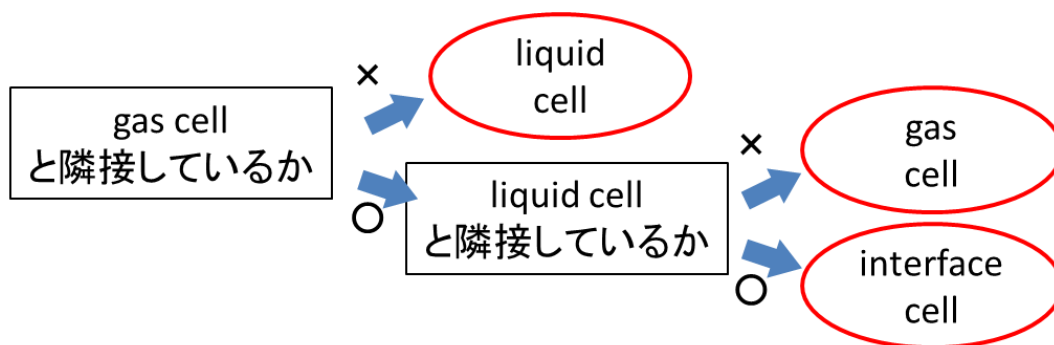 gas cell
と隣接しているか
×
○
liquid
cell
liquid cell
と隣接しているか
×
○
gas
cell
interface
cell